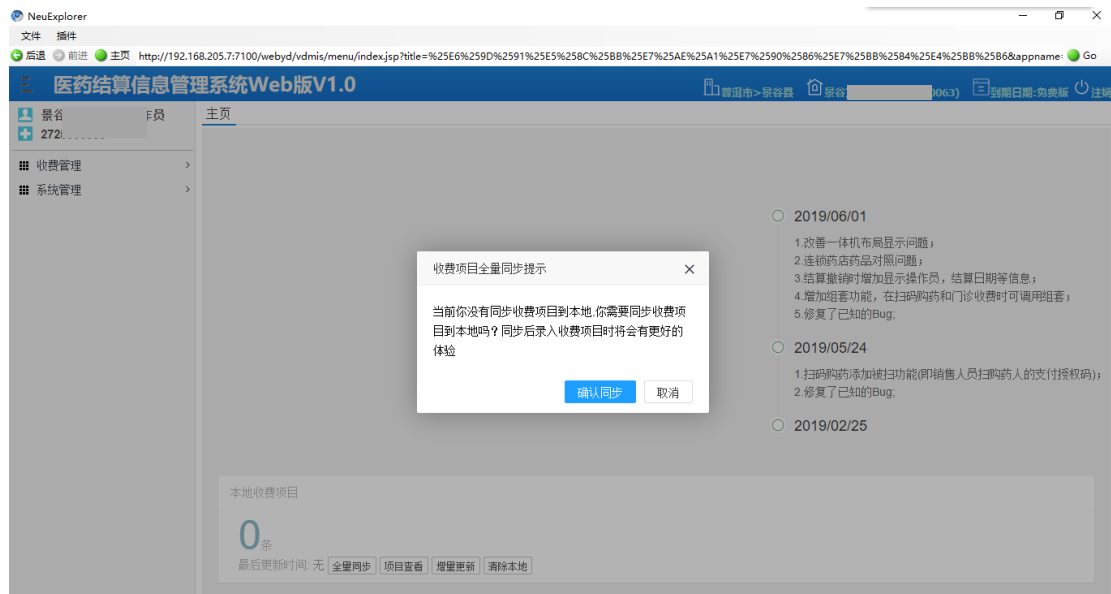 NeuExplorer
文件 插件
后退 前进 主页 http://192.168.205.7:7100/webyd/vdmis/menu/index.jsp?title=%25E6%259D%2591%25E5%258C%25BB%25E7%25AE%25A1%25E7%2590%2586%25E7%25BB%2584%25E4%25BB%25B6&appname= Go
医药结算信息管理系统Web版V1.0
普洱市>景谷县 景谷 0063) 到期日期:免费版 注销
景谷 员
272
主页
收费管理
系统管理
2019/06/01
1.改善一体机布局显示问题;
2.连锁药店药品对照问题;
3.结算撤销时增加显示操作员，结算日期等信息;
4.增加组套功能，在扫码购药和门诊收费时可调用组套;
5.修复了已知的Bug;
收费项目全量同步提示
当前你没有同步收费项目到本地,你需要同步收费项
目到本地吗？同步后录入收费项目时将会有更好的
体验
确认同步 取消
2019/05/24
1.扫码购药添加被扫功能(即销售人员扫购药人的支付授权码);
2.修复了已知的Bug;
2019/02/25
本地收费项目
0条
最后更新时间: 无 全量同步 项目查看 增量更新 清除本地